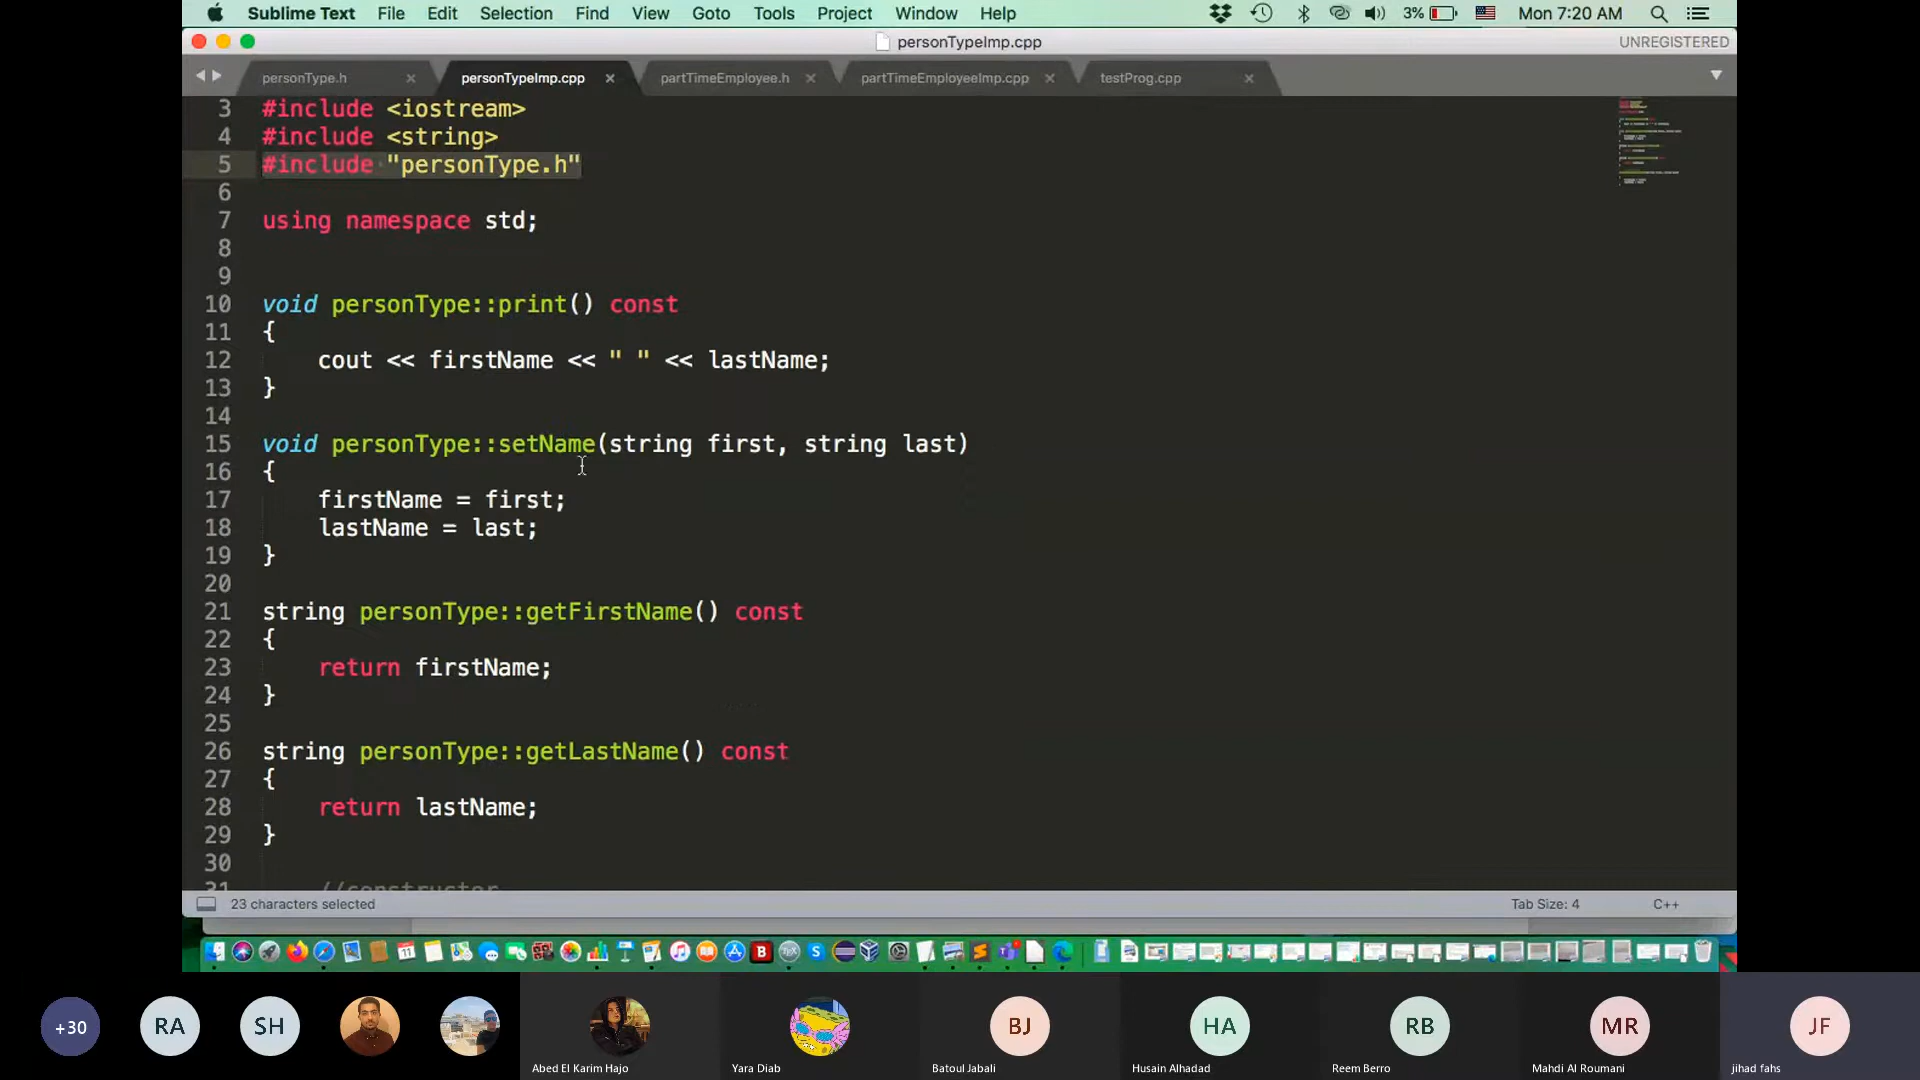 Sublime Text File Edit Selection Find View Goto Tools Project Window Help 3% Mon 7:20 AM
personTypeImp.cpp UNREGISTERED
personType.h personTypeImp.cpp partTimeEmployee.h partTimeEmployeeImp.cpp testProg.cpp
3 #include <iostream>
4 #include <string>
5 #include "personType.h"
6
7 using namespace std;
8
9
10 void personType::print() const
11 {
12 cout << firstName << " " << lastName;
13 }
14
15 void personType::setName(string first, string last)
16 {
17 firstName = first;
18 lastName = last;
19 }
20
21 string personType::getFirstName() const
22 {
23 return firstName;
24 }
25
26 string personType::getLastName() const
27 {
28 return lastName;
29 }
30
31 //constructor
23 characters selected Tab Size: 4 C++
+30 RA SH BJ HA RB MR JF
Abed El Karim Hajo Yara Diab Batoul Jabali Husain Alhadad Reem Berro Mahdi Al Roumani jihad fahs